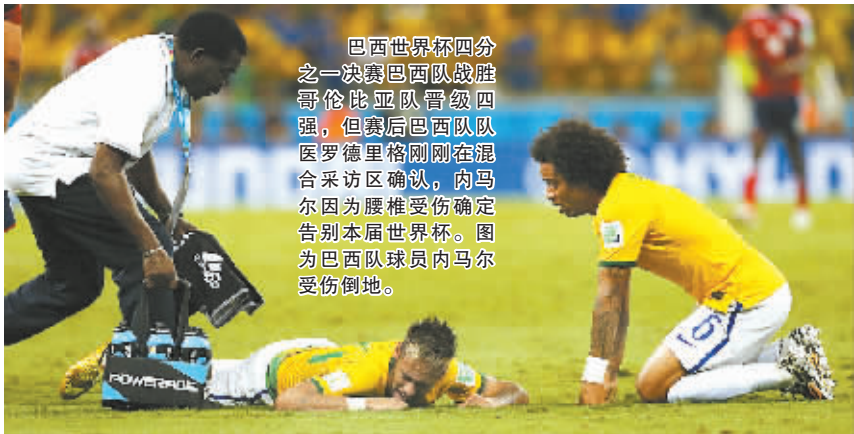 巴西世界杯四分
之一决赛巴西队战胜
哥伦比亚队晋级四
强，但赛后巴西队队
医罗德里格刚刚在混
合采访区确认，内马
尔因为腰椎受伤确定
告别本届世界杯。图
为巴西队球员内马尔
受伤倒地。
POWERADE
6